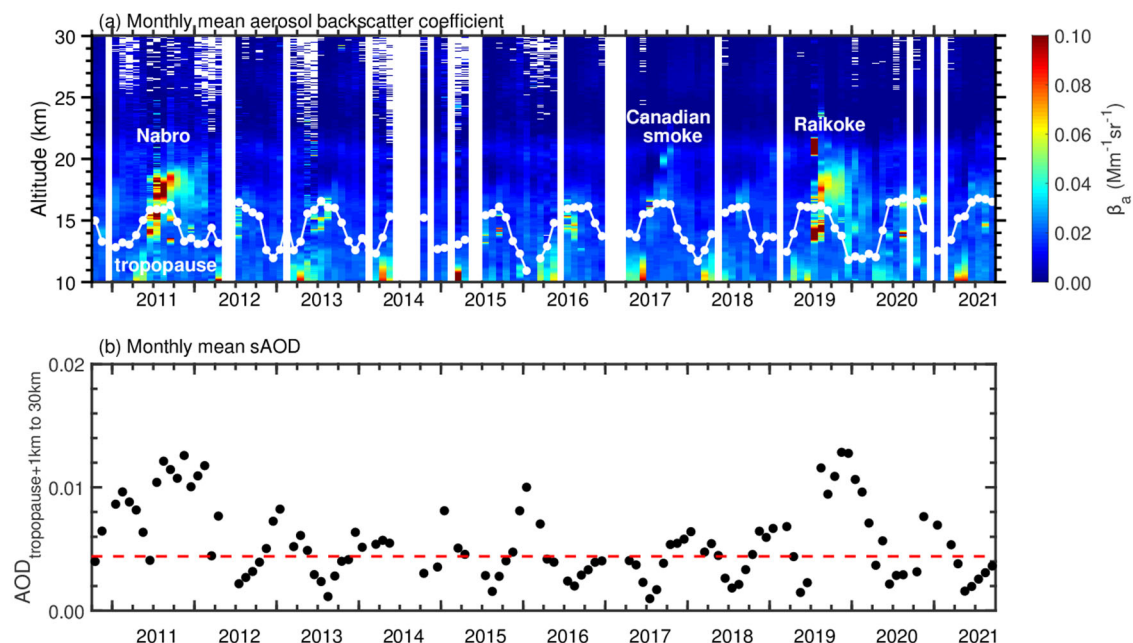 (a) Monthly mean aerosol backscatter coefficient
30
25
20
15
10
Altitude (km)
Nabro
Canadian
smoke
Raikoke
tropopause
2011 2012 2013 2014 2015 2016 2017 2018 2019 2020 2021
0.10
0.08
0.06
0.04
0.02
0.00
βa (Mm-1sr-1)
(b) Monthly mean sAOD
0.02
0.01
0.00
AODtropopause+1km to 30km
2011 2012 2013 2014 2015 2016 2017 2018 2019 2020 2021